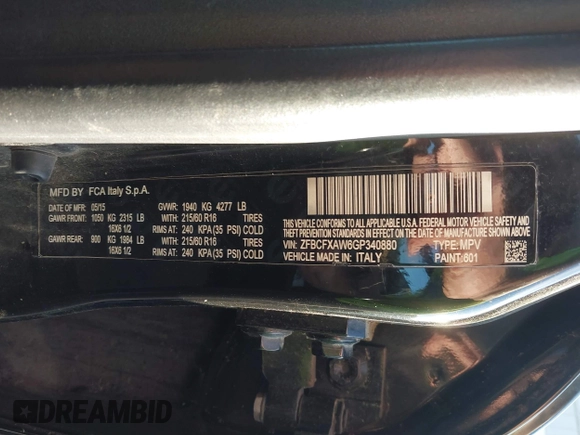 MFD BY FCA Italy S.p.A.
DATE OF MFR: 05/15 GVWR: 1940 KG 4277 LB
GAWR FRONT: 1050 KG 2315 LB WITH: 215/60 R16 TIRES
16X6 1/2 RIMS AT: 240 KPA (35 PSI) COLD
GAWR REAR: 900 KG 1984 LB WITH: 215/60 R16 TIRES
16X6 1/2 RIMS AT: 240 KPA (35 PSI) COLD
THIS VEHICLE CONFORMS TO ALL APPLICABLE U.S.A. FEDERAL MOTOR VEHICLE SAFETY
BUMPER, AND THEFT PREVENTION STANDARDS IN EFFECT ON THE DATE OF MANUFACTURE
VIN: ZFBCFXAW6GP340880 TYPE: MPV
VEHICLE MADE IN: ITALY PAINT: 601
DREAMBID